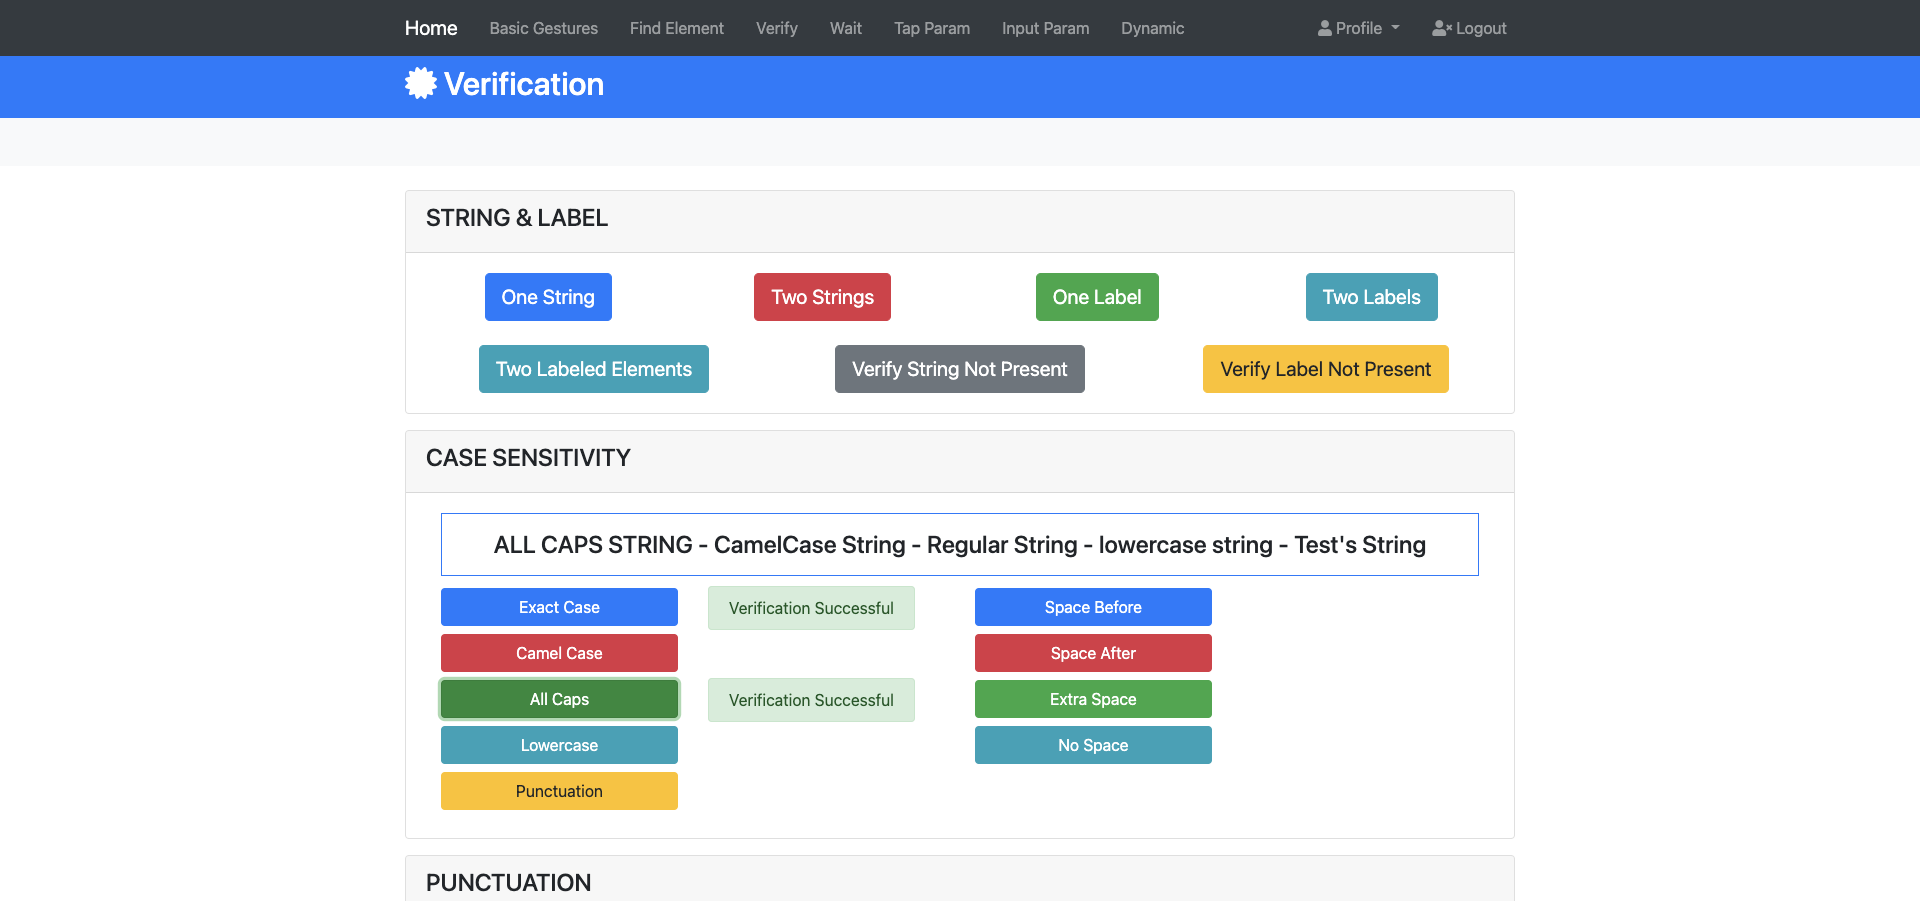 Home Basic Gestures Find Element Verify Wait Tap Param Input Param Dynamic Profile Logout
Verification
STRING & LABEL
One String Two Strings One Label Two Labels
Two Labeled Elements Verify String Not Present Verify Label Not Present
CASE SENSITIVITY
ALL CAPS STRING - CamelCase String - Regular String - lowercase string - Test's String
Exact Case Verification Successful Space Before
Camel Case Space After
All Caps Verification Successful Extra Space
Lowercase No Space
Punctuation
PUNCTUATION